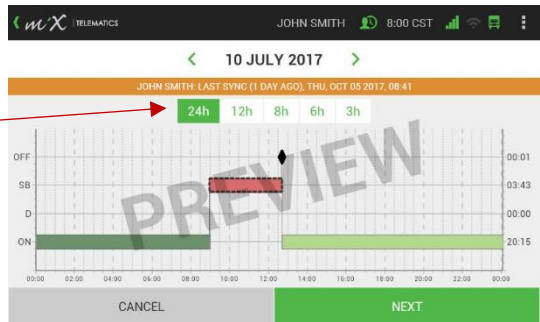 mix TELEMATICS JOHN SMITH 8:00 CST
< 10 JULY 2017 >
JOHN SMITH: LAST SYNC (1 DAY AGO), THU, OCT 05 2017, 08:41
24h 12h 8h 6h 3h
OFF 00:01
SB 03:43
D 00:00
ON 20:15
PREVIEW
00:00 02:00 04:00 06:00 08:00 10:00 12:00 14:00 16:00 18:00 20:00 22:00 00:00
CANCEL NEXT